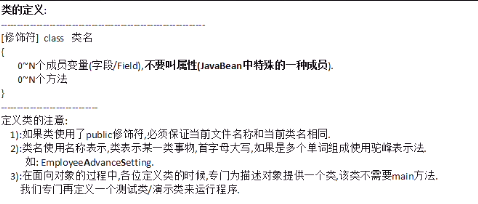 类的定义:
------------------------------------------------------------------
[修饰符] class 类名
{
0~N个成员变量(字段/Field),不要叫属性(JavaBean中特殊的一种成员).
0~N个方法
}
--------------------------------
定义类的注意:
1):如果类使用了public修饰符,必须保证当前文件名称和当前类名相同.
2):类名使用名称表示,类表示某一类事物,首字母大写,如果是多个单词组成使用驼峰表示法.
如: EmployeeAdvanceSetting.
3):在面向对象的过程中,各位定义类的时候,专门为描述对象提供一个类,该类不需要main方法.
我们专门再定义一个测试类/演示类来运行程序.